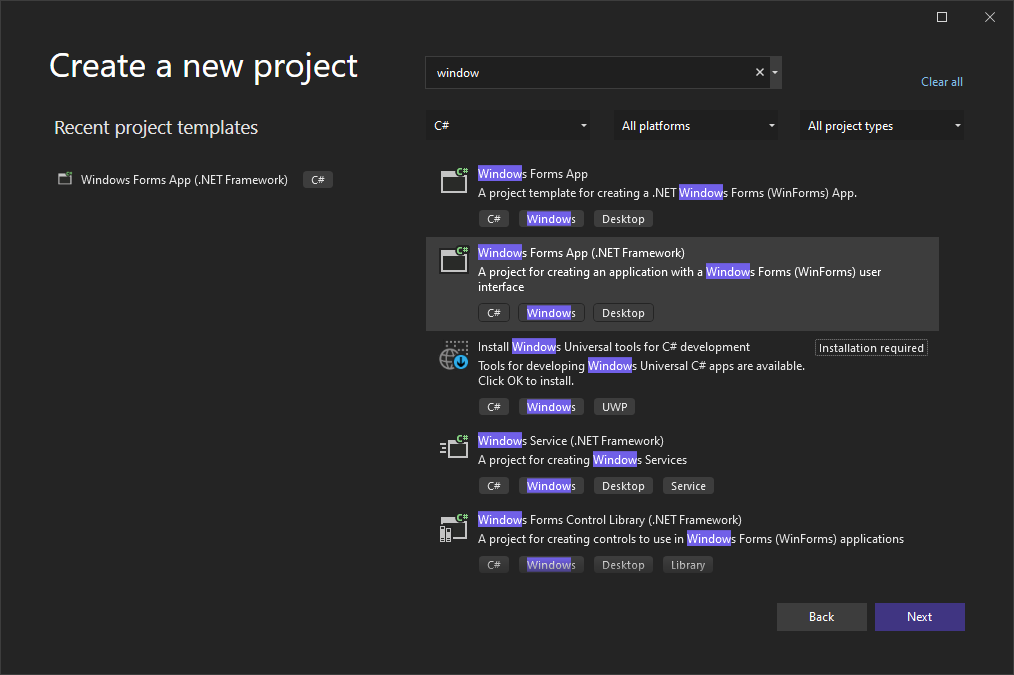 Create a new project
window
Clear all
Recent project templates
Windows Forms App (.NET Framework)
C#
C#
All platforms
All project types
C#
Windows Forms App
A project template for creating a .NET Windows Forms (WinForms) App.
C#
Windows
Desktop
C#
Windows Forms App (.NET Framework)
A project for creating an application with a Windows Forms (WinForms) user
interface
C#
Windows
Desktop
Install Windows Universal tools for C# development
Installation required
Tools for developing Windows Universal C# apps are available.
Click OK to install.
C#
Windows
UWP
C#
Windows Service (.NET Framework)
A project for creating Windows Services
C#
Windows
Desktop
Service
C#
Windows Forms Control Library (.NET Framework)
A project for creating controls to use in Windows Forms (WinForms) applications
C#
Windows
Desktop
Library
Back
Next